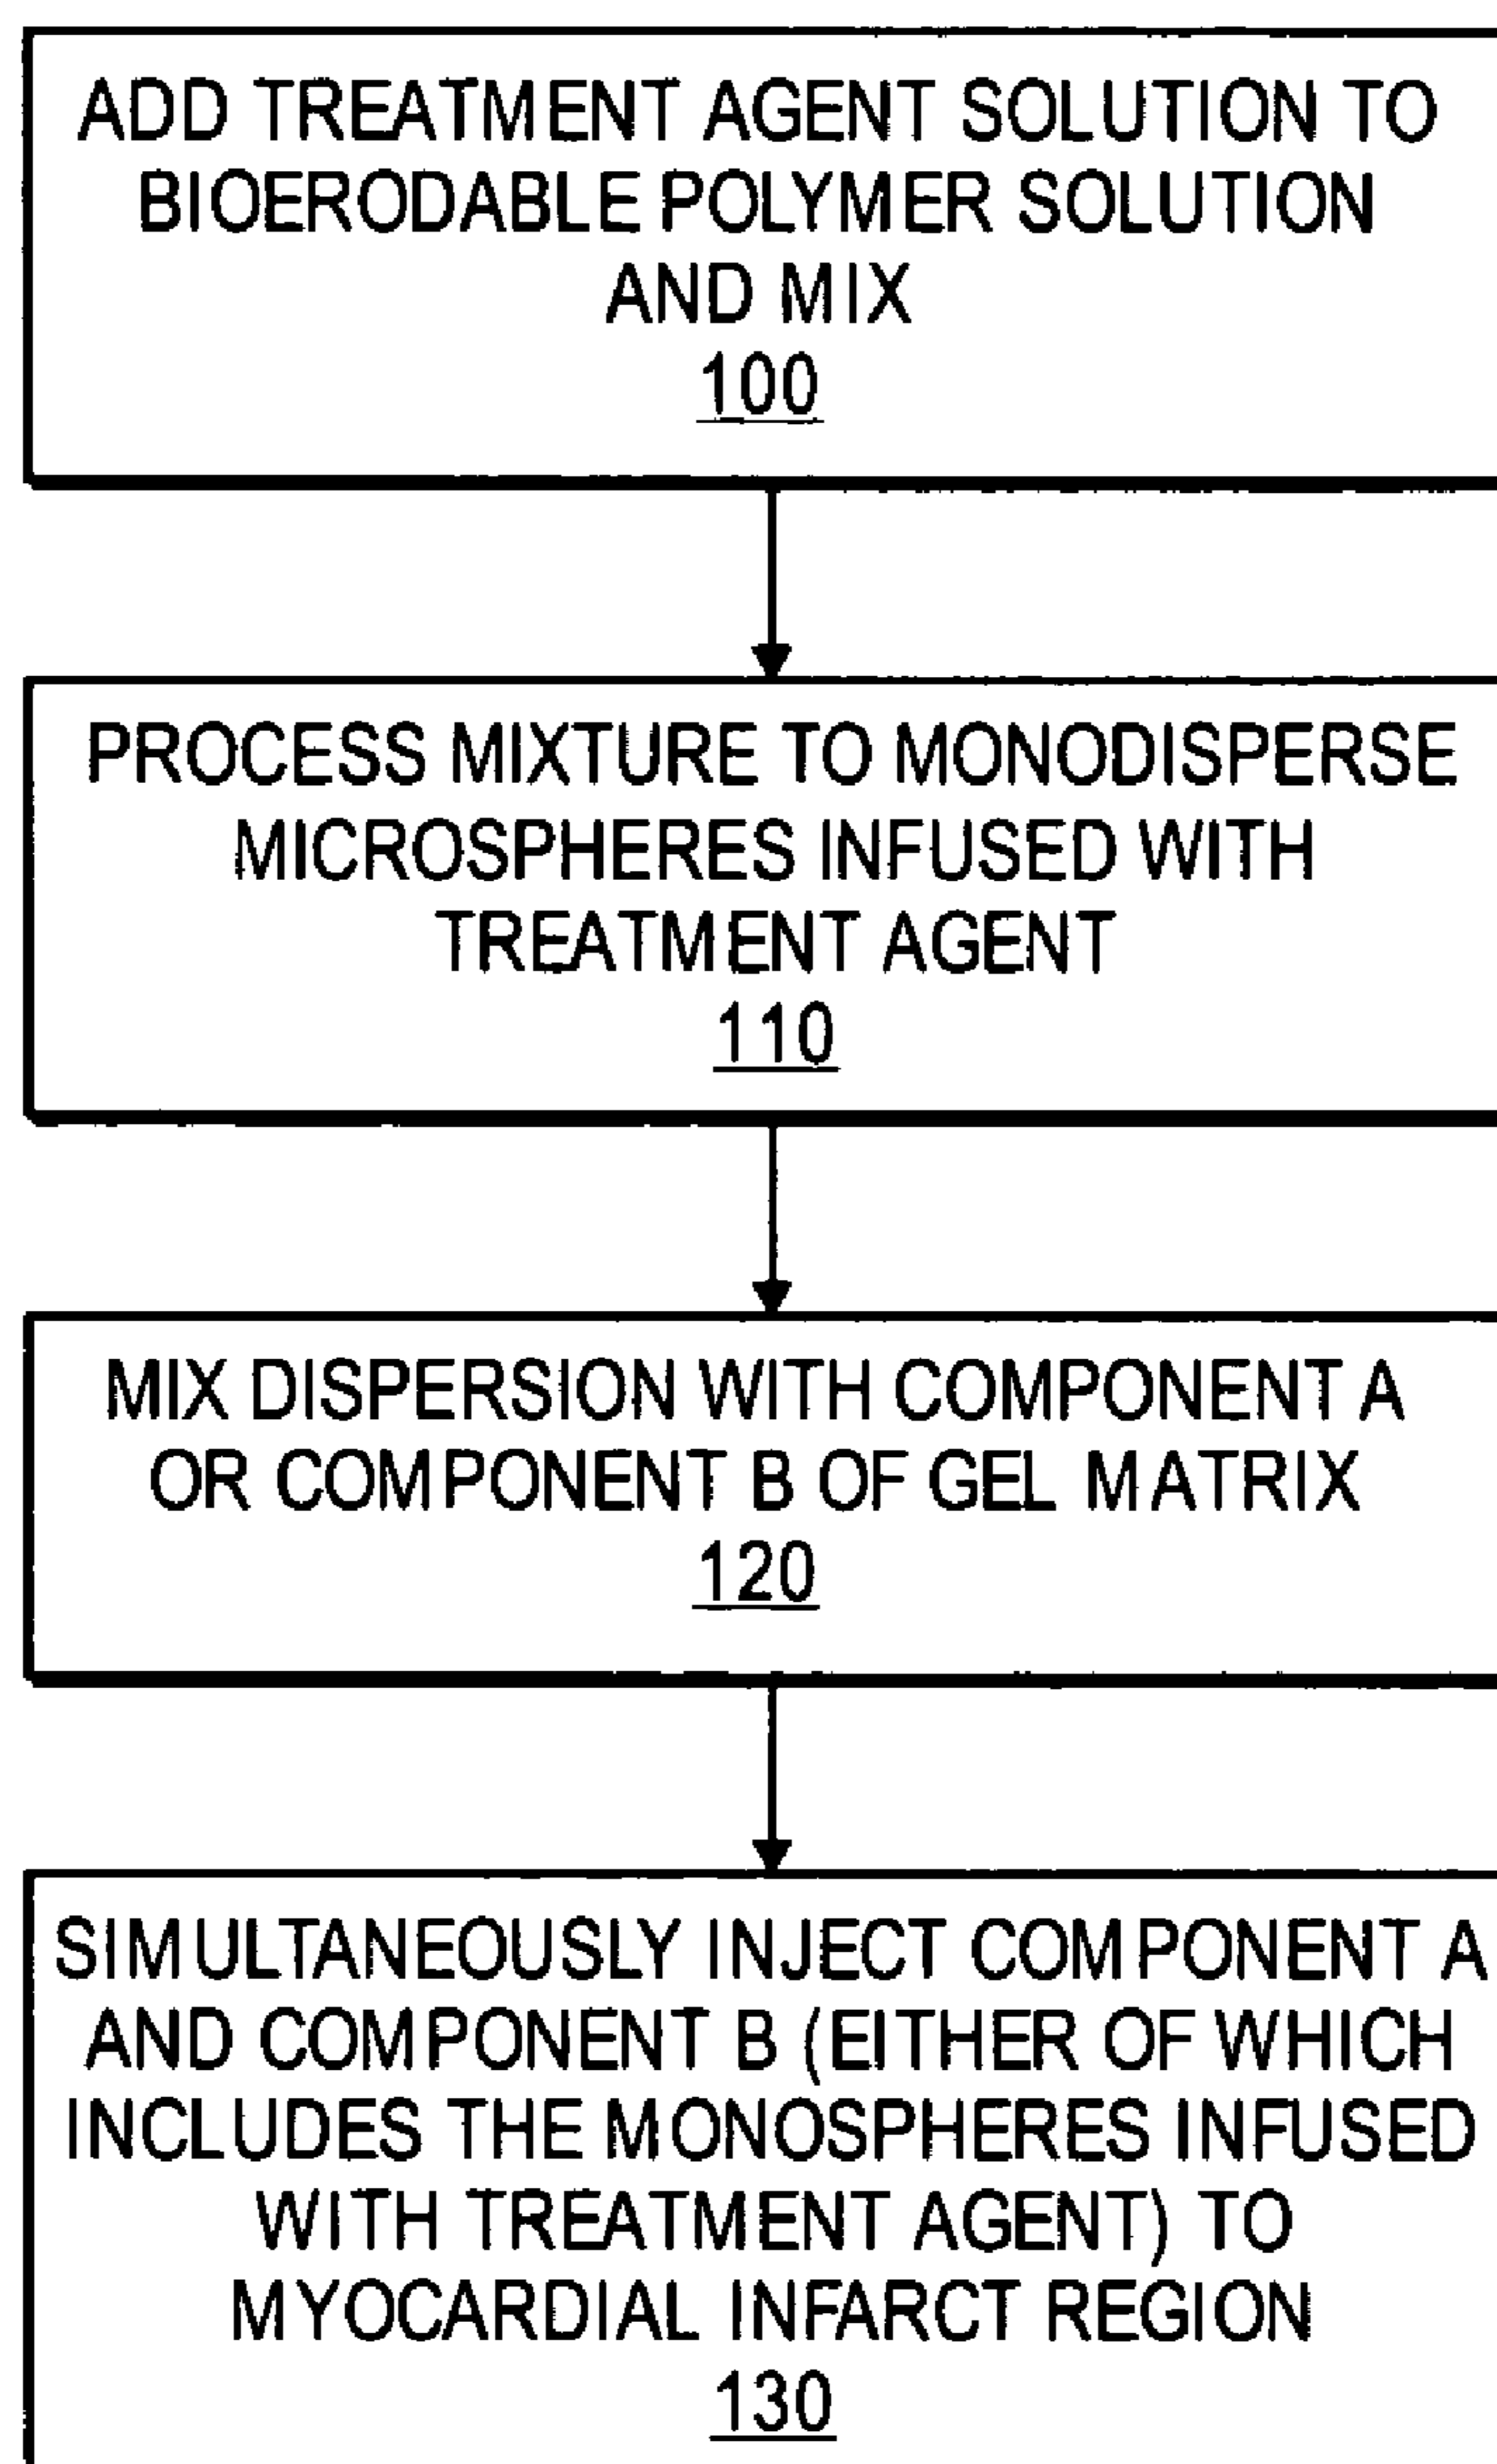 ADD TREATMENT AGENT SOLUTION TO
BIOERODABLE POLYMER SOLUTION
AND MIX
100
PROCESS MIXTURE TO MONODISPERSE
MICROSPHERES INFUSED WITH
TREATMENT AGENT
110
MIX DISPERSION WITH COMPONENT A
OR COMPONENT B OF GEL MATRIX
120
SIMULTANEOUSLY INJECT COMPONENT A
AND COMPONENT B (EITHER OF WHICH
INCLUDES THE MONOSPHERES INFUSED
WITH TREATMENT AGENT) TO
MYOCARDIAL INFARCT REGION
130